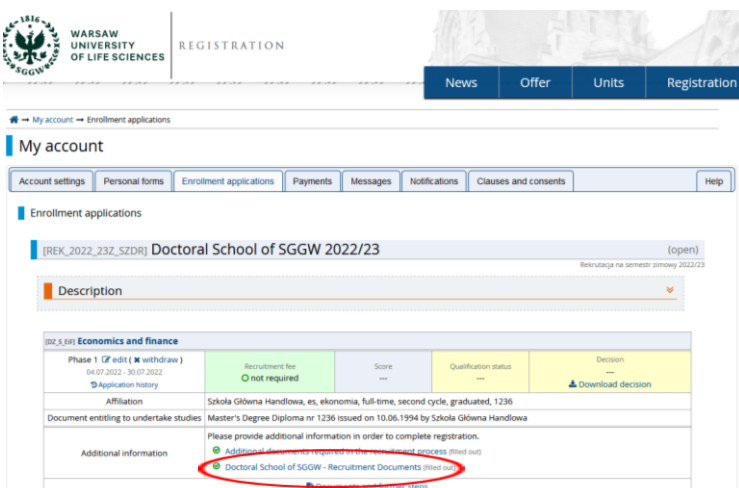 1816
SGGW
WARSAW
UNIVERSITY
OF LIFE SCIENCES
REGISTRATION
News Offer Units Registration
→ My account → Enrollment applications
My account
Account settings Personal forms Enrollment applications Payments Messages Notifications Clauses and consents Help
Enrollment applications
[REK_2022_23Z_SZDR] Doctoral School of SGGW 2022/23 (open)
Rekrutacja na semestr zimowy 2022/23
Description
Economics and finance
Phase 1 edit ( withdraw )
04.07.2022 - 30.07.2022
Application history
Recruitment fee
not required
Score
---
Qualification status
---
Decision
---
Download decision
Affiliation Szkoła Główna Handlowa, es, ekonomia, full-time, second cycle, graduated, 1236
Document entitling to undertake studies Master's Degree Diploma nr 1236 issued on 10.06.1994 by Szkoła Główna Handlowa
Additional information
Please provide additional information in order to complete registration.
Additional documents required in the recruitment process (filled out)
Doctoral School of SGGW - Recruitment Documents (filled out)
Documents and further steps